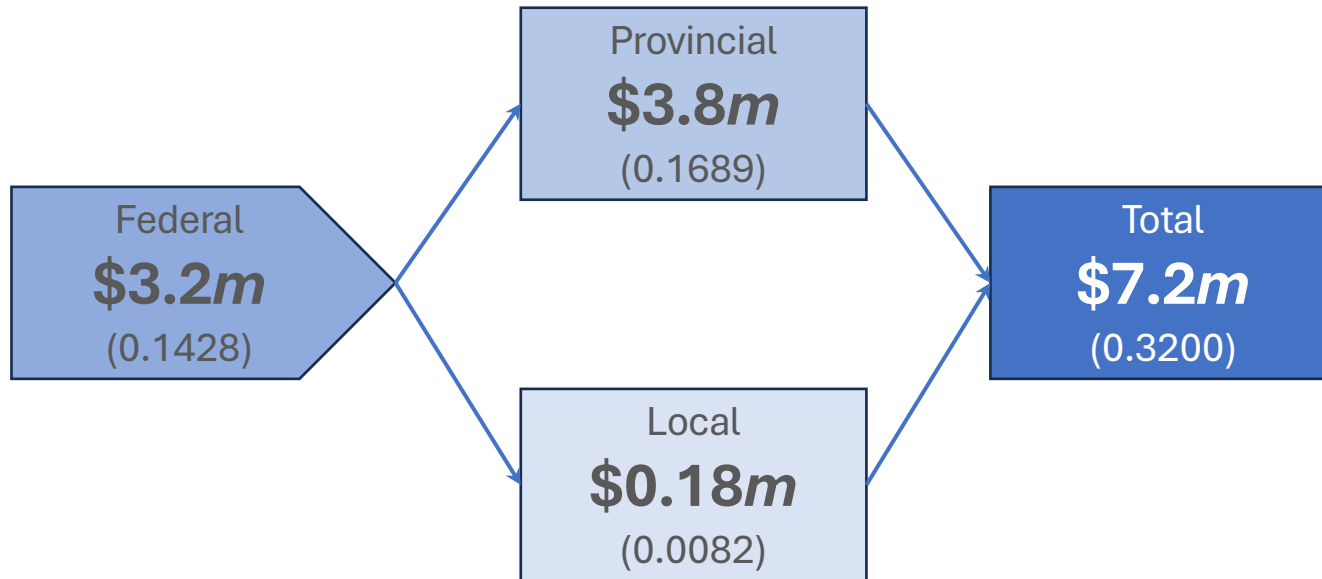 Federal
$3.2m
(0.1428)
Provincial
$3.8m
(0.1689)
Local
$0.18m
(0.0082)
Total
$7.2m
(0.3200)